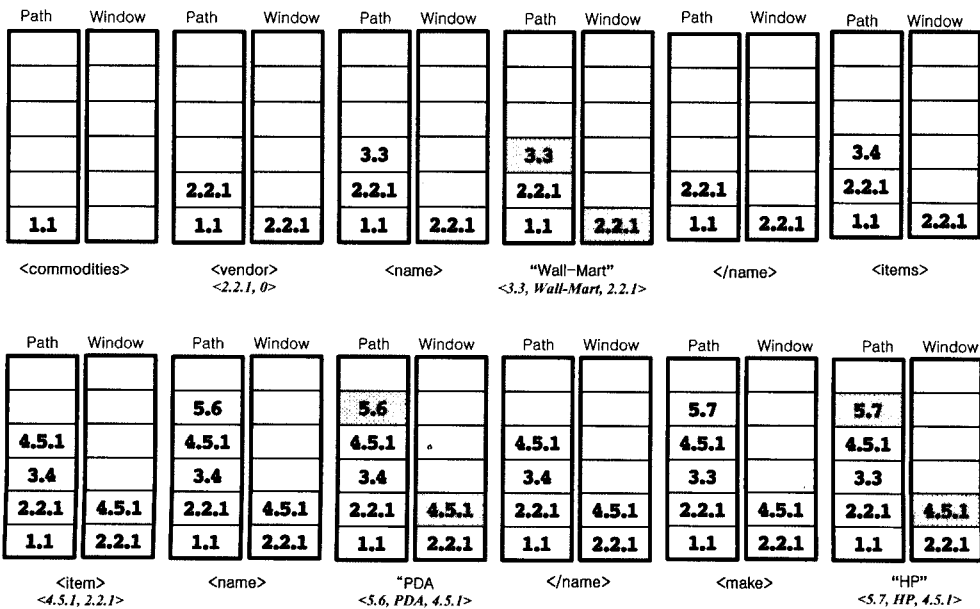 Path Window Path Window Path Window Path Window Path Window Path Window
3.3 3.3 3.4
2.2.1 2.2.1 2.2.1 2.2.1 2.2.1
1.1 1.1 2.2.1 1.1 2.2.1 1.1 2.2.1 1.1 2.2.1 1.1 2.2.1
<commodities> <vendor> <name> “Wall-Mart” </name> <items>
<2.2.1, 0> <3.3, Wall-Mart, 2.2.1>
Path Window Path Window Path Window Path Window Path Window Path Window
5.6 5.6 5.7 5.7
4.5.1 4.5.1 4.5.1 4.5.1 4.5.1 4.5.1
3.4 3.4 3.4 3.4 3.3 3.3
2.2.1 4.5.1 2.2.1 4.5.1 2.2.1 4.5.1 2.2.1 4.5.1 2.2.1 4.5.1 2.2.1 4.5.1
1.1 2.2.1 1.1 2.2.1 1.1 2.2.1 1.1 2.2.1 1.1 2.2.1 1.1 2.2.1
<item> <name> “PDA </name> <make> “HP”
<4.5.1, 2.2.1> <5.6, PDA, 4.5.1> <5.7, HP, 4.5.1>